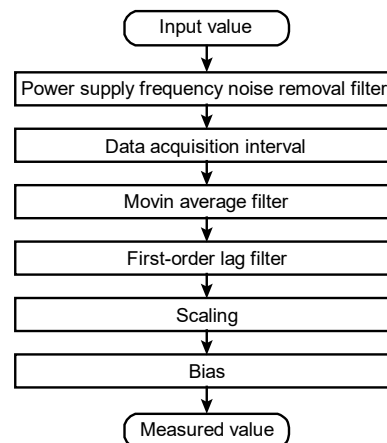 Input value
Power supply frequency noise removal filter
Data acquisition interval
Movin average filter
First-order lag filter
Scaling
Bias
Measured value